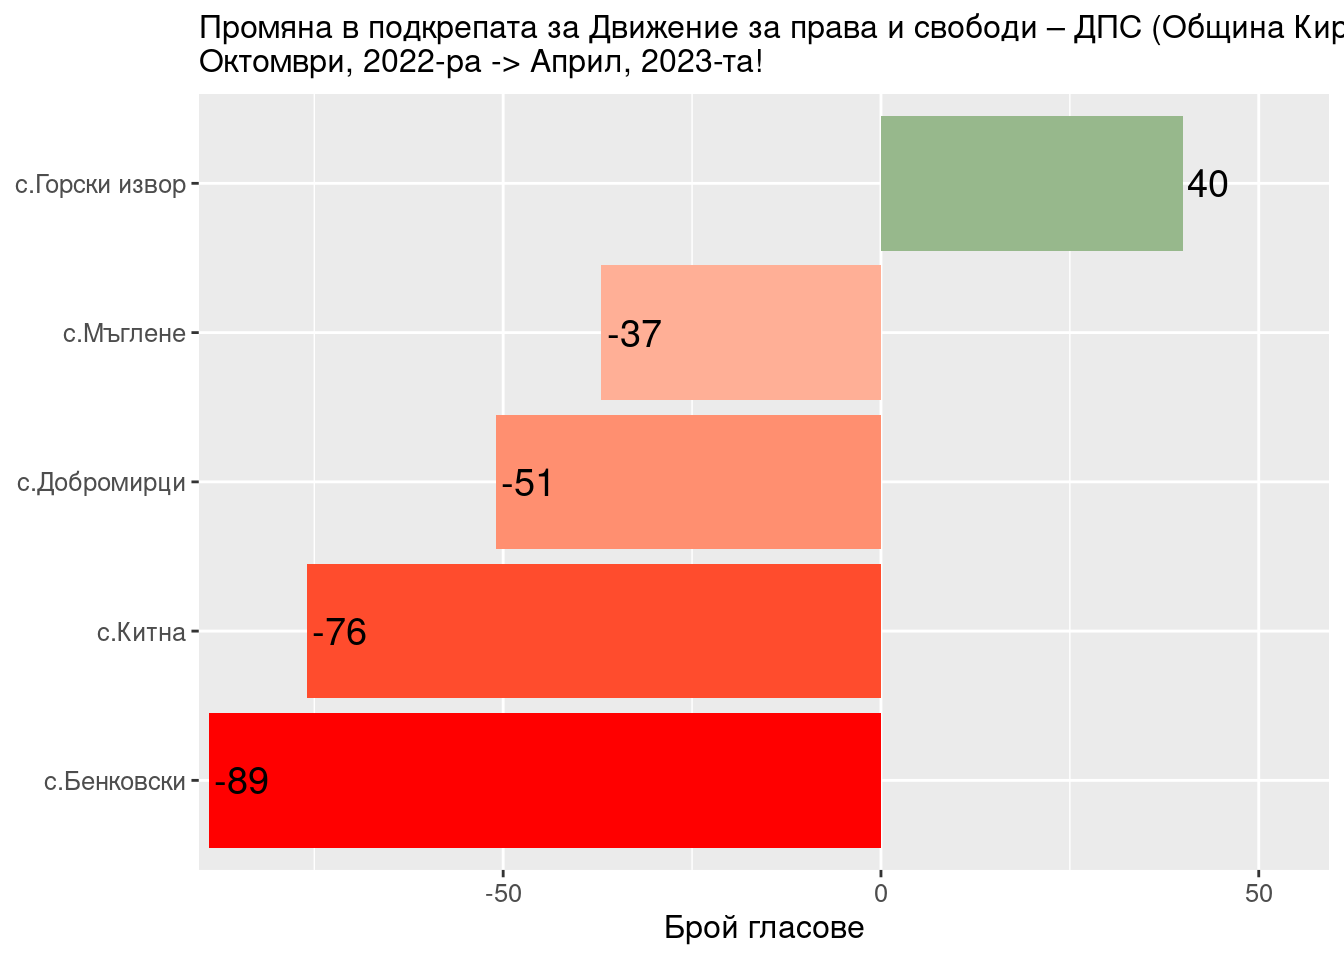 Промяна в подкрепата за Движение за права и свободи – ДПС (Община Кир
Октомври, 2022-ра -> Април, 2023-та!
с.Горски извор
40
с.Мъглене
-37
с.Добромирци
-51
с.Китна
-76
с.Бенковски
-89
-50
0
50
Брой гласове